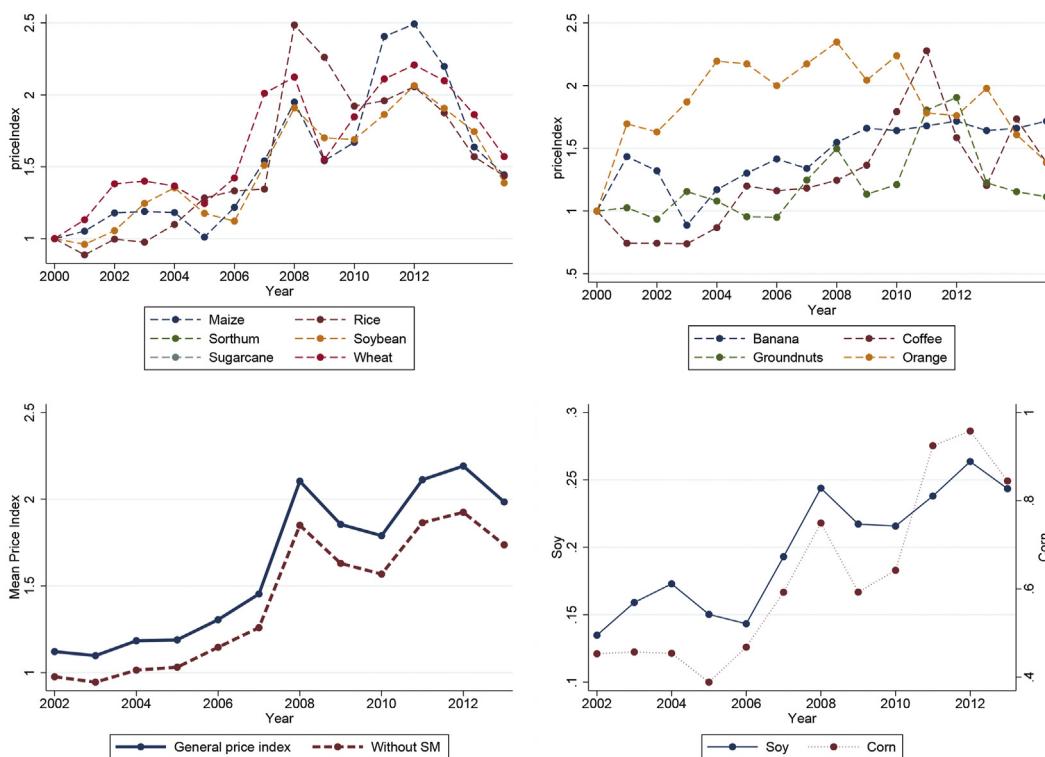 2.5
2
1.5
1
priceIndex
2000 2002 2004 2006 2008 2010 2012
Year
Maize Rice
Sorthum Soybean
Sugarcane Wheat
2.5
2
1.5
1
.5
priceIndex
2000 2002 2004 2006 2008 2010 2012
Year
Banana Coffee
Groundnuts Orange
2.5
2
1.5
1
Mean Price Index
2002 2004 2006 2008 2010 2012
Year
General price index Without SM
.3
.25
.2
.15
.1
Soy
1
.8
.6
.4
Corn
2002 2004 2006 2008 2010 2012
Year
Soy Corn